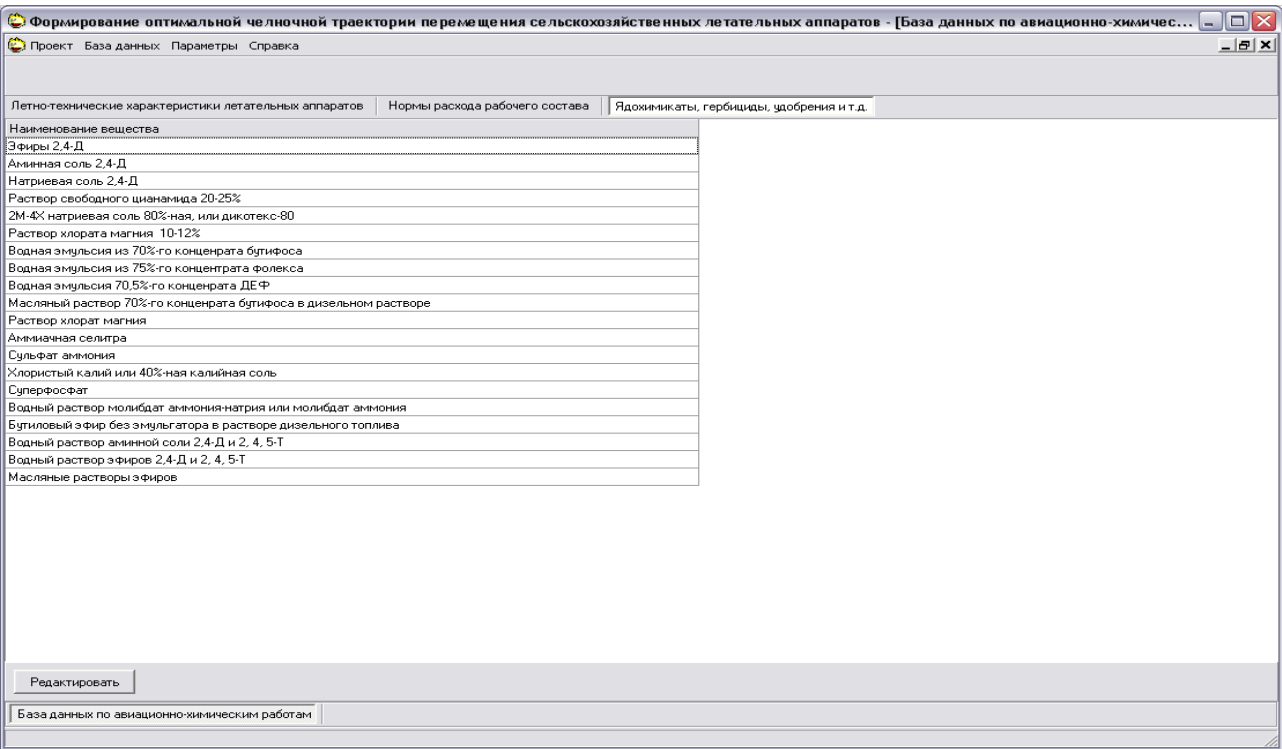 Формирование оптимальной челночной траектории перемещения сельскохозяйственных летательных аппаратов - [База данных по авиационно-химичес...
Проект База данных Параметры Справка
Летно-технические характеристики летательных аппаратов Нормы расхода рабочего состава Ядохимикаты, гербициды, удобрения и т.д.
Наименование вещества
Эфиры 2,4-Д
Аминная соль 2,4-Д
Натриевая соль 2,4-Д
Раствор свободного цианамида 20-25%
2М-4Х натриевая соль 80%-ная, или дикотекс-80
Раствор хлората магния 10-12%
Водная эмульсия из 70%-го конценрата бутифоса
Водная эмульсия из 75%-го концентрата фолекса
Водная эмульсия 70,5%-го конценрата ДЕФ
Масляный раствор 70%-го конценрата бутифоса в дизельном растворе
Раствор хлорат магния
Аммиачная селитра
Сульфат аммония
Хлористый калий или 40%-ная калийная соль
Суперфосфат
Водный раствор молибдат аммония-натрия или молибдат аммония
Бутиловый эфир без эмульгатора в растворе дизельного топлива
Водный раствор аминной соли 2,4-Д и 2, 4, 5-Т
Водный раствор эфиров 2,4-Д и 2, 4, 5-Т
Масляные растворы эфиров
Редактировать
База данных по авиационно-химическим работам